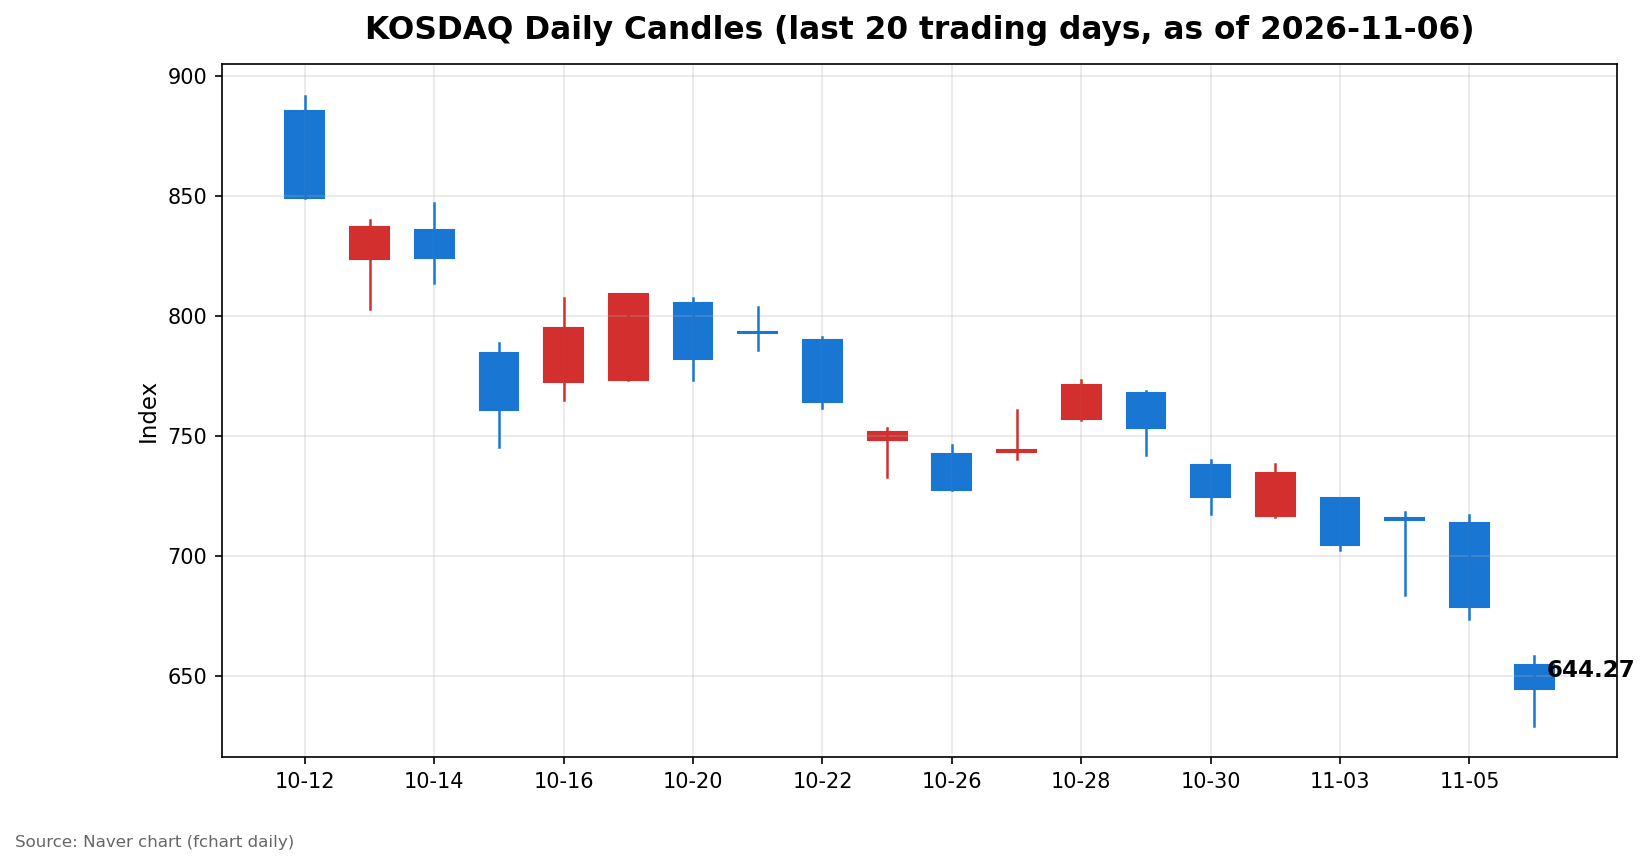 KOSDAQ Daily Candles (last 20 trading days, as of 2026-11-06)
900
850
800
750
700
650
Index
644.27
10-12 10-14 10-16 10-20 10-22 10-26 10-28 10-30 11-03 11-05
Source: Naver chart (fchart daily)